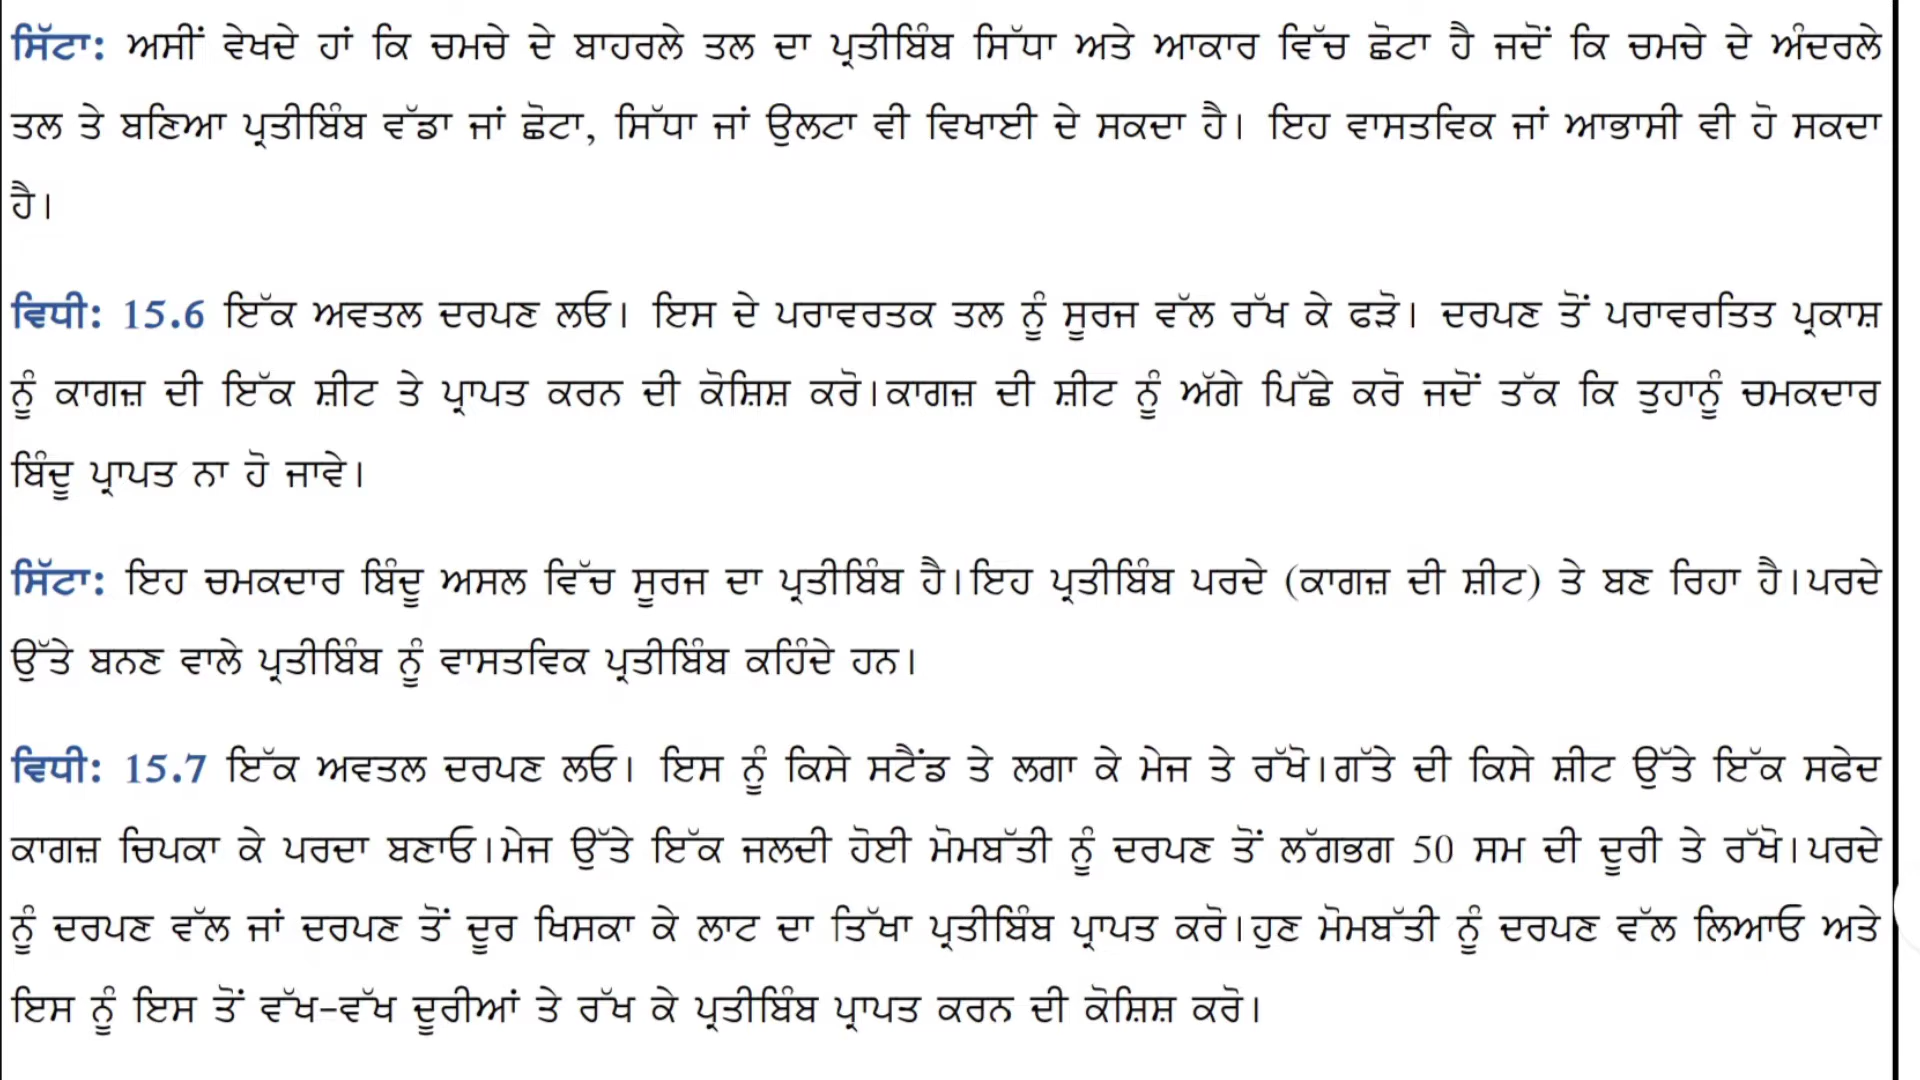 ਸਿੱਟਾ: ਅਸੀਂ ਵੇਖਦੇ ਹਾਂ ਕਿ ਚਮਚੇ ਦੇ ਬਾਹਰਲੇ ਤਲ ਦਾ ਪ੍ਰਤੀਬਿੰਬ ਸਿੱਧਾ ਅਤੇ ਆਕਾਰ ਵਿੱਚ ਛੋਟਾ ਹੈ ਜਦੋਂ ਕਿ ਚਮਚੇ ਦੇ ਅੰਦਰਲੇ
ਤਲ ਤੇ ਬਣਿਆ ਪ੍ਰਤੀਬਿੰਬ ਵੱਡਾ ਜਾਂ ਛੋਟਾ, ਸਿੱਧਾ ਜਾਂ ਉਲਟਾ ਵੀ ਵਿਖਾਈ ਦੇ ਸਕਦਾ ਹੈ। ਇਹ ਵਾਸਤਵਿਕ ਜਾਂ ਆਭਾਸੀ ਵੀ ਹੋ ਸਕਦਾ
ਹੈ।
ਵਿਧੀ: 15.6 ਇੱਕ ਅਵਤਲ ਦਰਪਣ ਲਓ। ਇਸ ਦੇ ਪਰਾਵਰਤਕ ਤਲ ਨੂੰ ਸੂਰਜ ਵੱਲ ਰੱਖ ਕੇ ਫੜੋ। ਦਰਪਣ ਤੋਂ ਪਰਾਵਰਤਿਤ ਪ੍ਰਕਾਸ਼
ਨੂੰ ਕਾਗਜ਼ ਦੀ ਇੱਕ ਸ਼ੀਟ ਤੇ ਪ੍ਰਾਪਤ ਕਰਨ ਦੀ ਕੋਸ਼ਿਸ਼ ਕਰੋ।ਕਾਗਜ਼ ਦੀ ਸ਼ੀਟ ਨੂੰ ਅੱਗੇ ਪਿੱਛੇ ਕਰੋ ਜਦੋਂ ਤੱਕ ਕਿ ਤੁਹਾਨੂੰ ਚਮਕਦਾਰ
ਬਿੰਦੂ ਪ੍ਰਾਪਤ ਨਾ ਹੋ ਜਾਵੇ।
ਸਿੱਟਾ: ਇਹ ਚਮਕਦਾਰ ਬਿੰਦੂ ਅਸਲ ਵਿੱਚ ਸੂਰਜ ਦਾ ਪ੍ਰਤੀਬਿੰਬ ਹੈ।ਇਹ ਪ੍ਰਤੀਬਿੰਬ ਪਰਦੇ (ਕਾਗਜ਼ ਦੀ ਸ਼ੀਟ) ਤੇ ਬਣ ਰਿਹਾ ਹੈ।ਪਰਦੇ
ਉੱਤੇ ਬਨਣ ਵਾਲੇ ਪ੍ਰਤੀਬਿੰਬ ਨੂੰ ਵਾਸਤਵਿਕ ਪ੍ਰਤੀਬਿੰਬ ਕਹਿੰਦੇ ਹਨ।
ਵਿਧੀ: 15.7 ਇੱਕ ਅਵਤਲ ਦਰਪਣ ਲਓ। ਇਸ ਨੂੰ ਕਿਸੇ ਸਟੈਂਡ ਤੇ ਲਗਾ ਕੇ ਮੇਜ ਤੇ ਰੱਖੋ।ਗੱਤੇ ਦੀ ਕਿਸੇ ਸ਼ੀਟ ਉੱਤੇ ਇੱਕ ਸਫੇਦ
ਕਾਗਜ਼ ਚਿਪਕਾ ਕੇ ਪਰਦਾ ਬਣਾਓ।ਮੇਜ ਉੱਤੇ ਇੱਕ ਜਲਦੀ ਹੋਈ ਮੋਮਬੱਤੀ ਨੂੰ ਦਰਪਣ ਤੋਂ ਲੱਗਭਗ 50 ਸਮ ਦੀ ਦੂਰੀ ਤੇ ਰੱਖੋ।ਪਰਦੇ
ਨੂੰ ਦਰਪਣ ਵੱਲ ਜਾਂ ਦਰਪਣ ਤੋਂ ਦੂਰ ਖਿਸਕਾ ਕੇ ਲਾਟ ਦਾ ਤਿੱਖਾ ਪ੍ਰਤੀਬਿੰਬ ਪ੍ਰਾਪਤ ਕਰੋ।ਹੁਣ ਮੋਮਬੱਤੀ ਨੂੰ ਦਰਪਣ ਵੱਲ ਲਿਆਓ ਅਤੇ
ਇਸ ਨੂੰ ਇਸ ਤੋਂ ਵੱਖ-ਵੱਖ ਦੂਰੀਆਂ ਤੇ ਰੱਖ ਕੇ ਪ੍ਰਤੀਬਿੰਬ ਪ੍ਰਾਪਤ ਕਰਨ ਦੀ ਕੋਸ਼ਿਸ਼ ਕਰੋ।